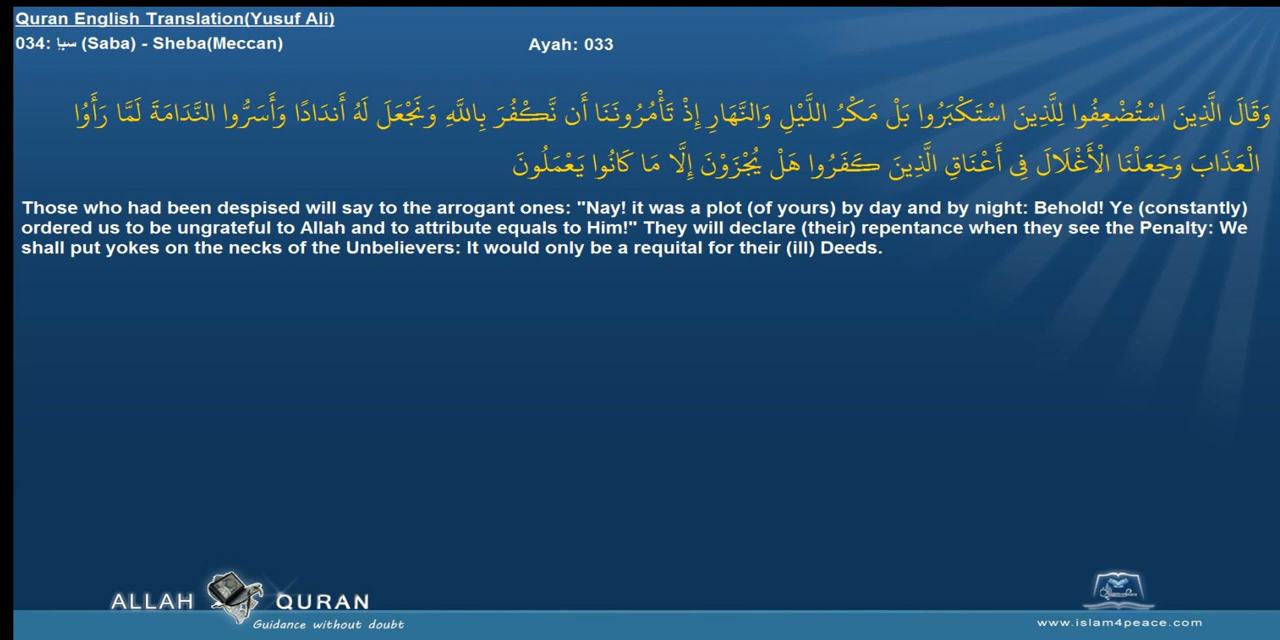 Quran English Translation(Yusuf Ali)
034: سبإ (Saba) - Sheba(Meccan)
Ayah: 033
وَقَالَ الَّذِينَ اسْتُضْعِفُوا لِلَّذِينَ اسْتَكْبَرُوا بَلْ مَكْرُ اللَّيْلِ وَالنَّهَارِ إِذْ تَأْمُرُونَنَا أَن نَّكْفُرَ بِاللَّهِ وَنَجْعَلَ لَهُ أَندَادًا وَأَسَرُّوا النَّدَامَةَ لَمَّا رَأَوُا
الْعَذَابَ وَجَعَلْنَا الْأَغْلَالَ فِي أَعْنَاقِ الَّذِينَ كَفَرُوا هَلْ يُجْزَوْنَ إِلَّا مَا كَانُوا يَعْمَلُونَ
Those who had been despised will say to the arrogant ones: "Nay! it was a plot (of yours) by day and by night: Behold! Ye (constantly)
ordered us to be ungrateful to Allah and to attribute equals to Him!" They will declare (their) repentance when they see the Penalty: We
shall put yokes on the necks of the Unbelievers: It would only be a requital for their (ill) Deeds.
ALLAH QURAN
Guidance without doubt
www.islam4peace.com